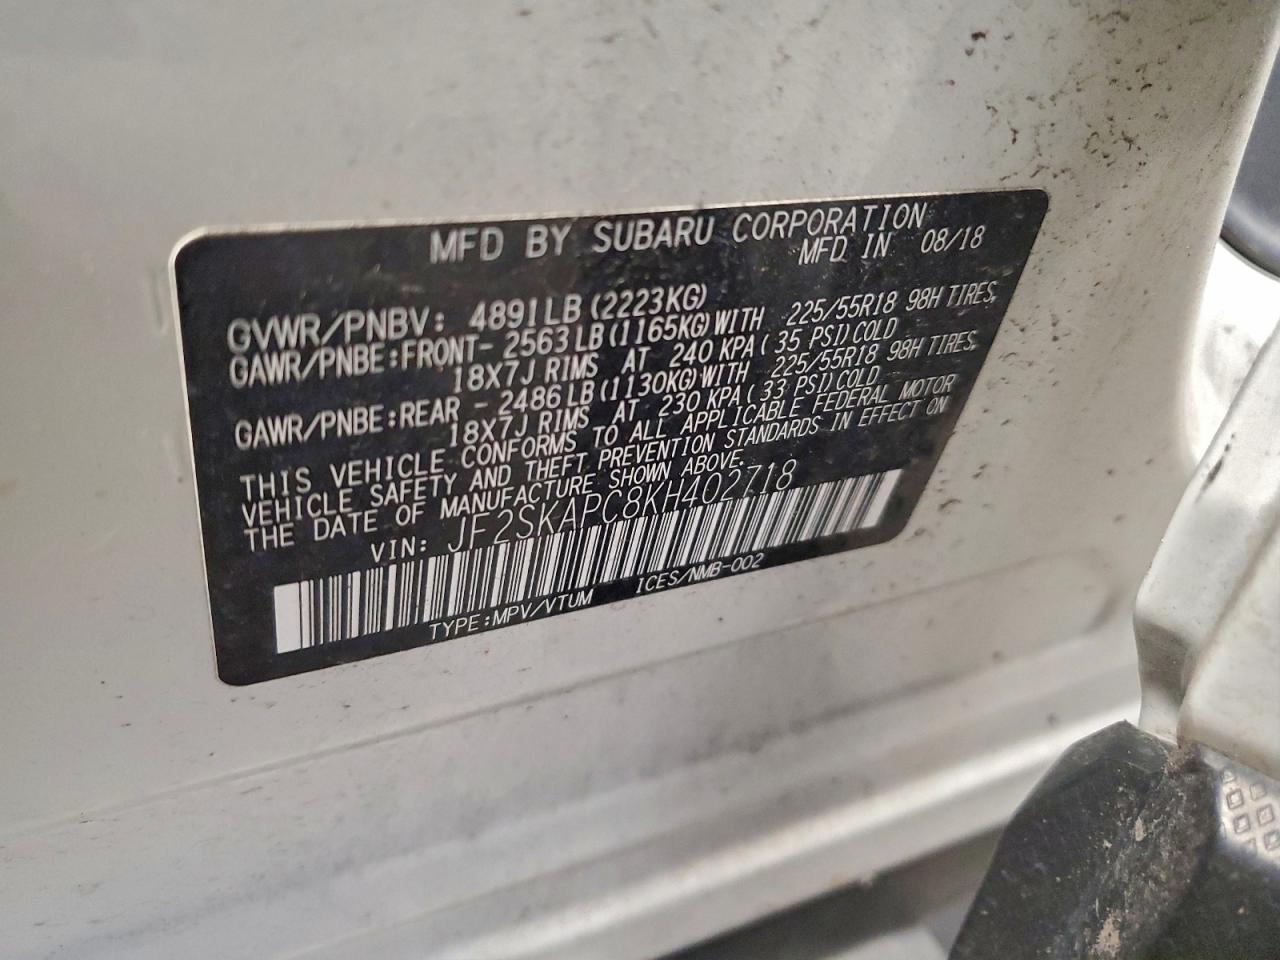 MFD BY SUBARU CORPORATION
MFD IN 08/18
GVWR/PNBV: 4891LB (2223KG)
GAWR/PNBE:FRONT- 2563LB(1165KG)WITH 225/55R18 98H TIRES,
18X7J RIMS AT 240 KPA(35 PSI)COLD
GAWR/PNBE:REAR - 2486LB(1130KG)WITH 225/55R18 98H TIRES,
18X7J RIMS AT 230 KPA(33 PSI)COLD
THIS VEHICLE CONFORMS TO ALL APPLICABLE FEDERAL MOTOR
VEHICLE SAFETY AND THEFT PREVENTION STANDARDS IN EFFECT ON
THE DATE OF MANUFACTURE SHOWN ABOVE.
VIN: JF2SKAPC8KH402718
TYPE:MPV/VTUM ICES/NMB-002